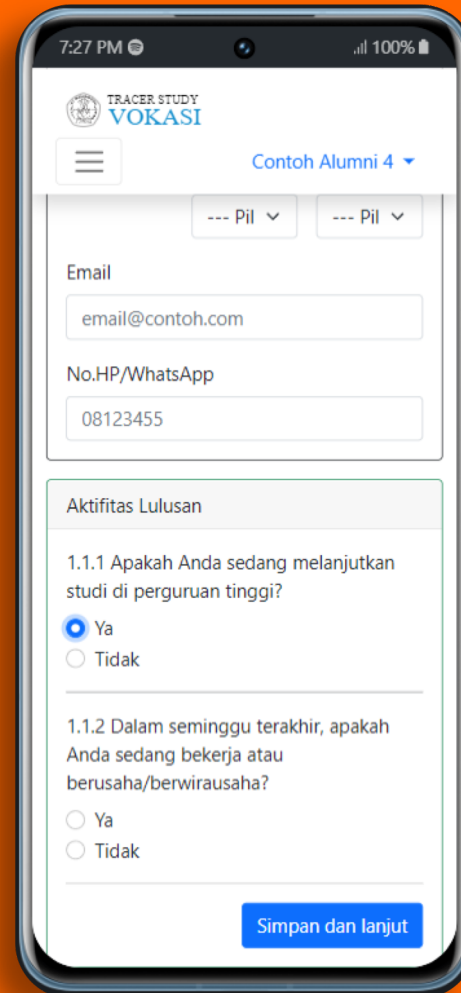 7:27 PM 100%
TRACER STUDY
VOKASI
Contoh Alumni 4
--- Pil --- Pil
Email
email@contoh.com
No.HP/WhatsApp
08123455
Aktifitas Lulusan
1.1.1 Apakah Anda sedang melanjutkan
studi di perguruan tinggi?
Ya
Tidak
1.1.2 Dalam seminggu terakhir, apakah
Anda sedang bekerja atau
berusaha/berwirausaha?
Ya
Tidak
Simpan dan lanjut